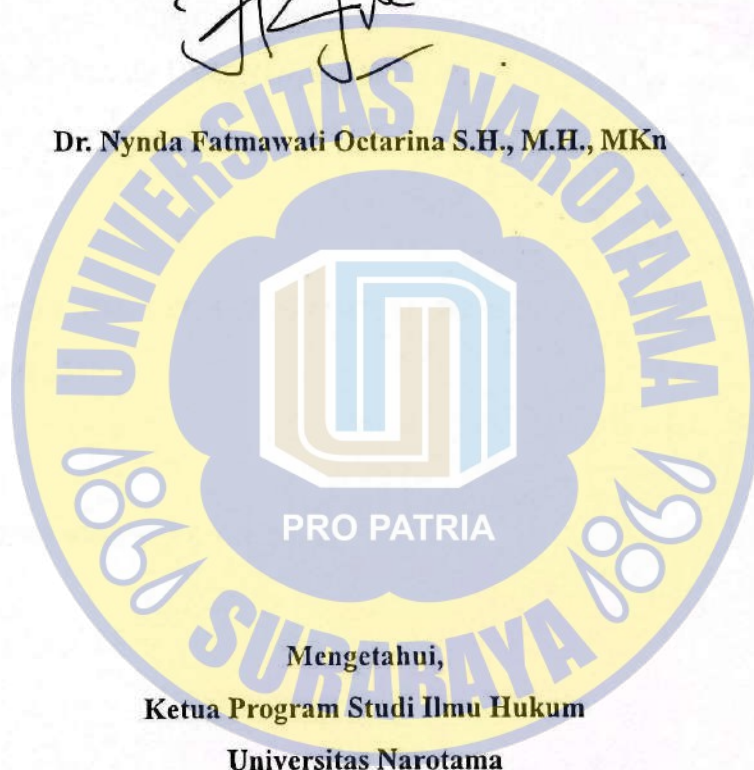 Dr. Nynda Fatmawati Octarina S.H., M.H., MKn
UNIVERSITAS NAROTAMA
PRO PATRIA
SURABAYA
Mengetahui,
Ketua Program Studi Ilmu Hukum
Universitas Narotama